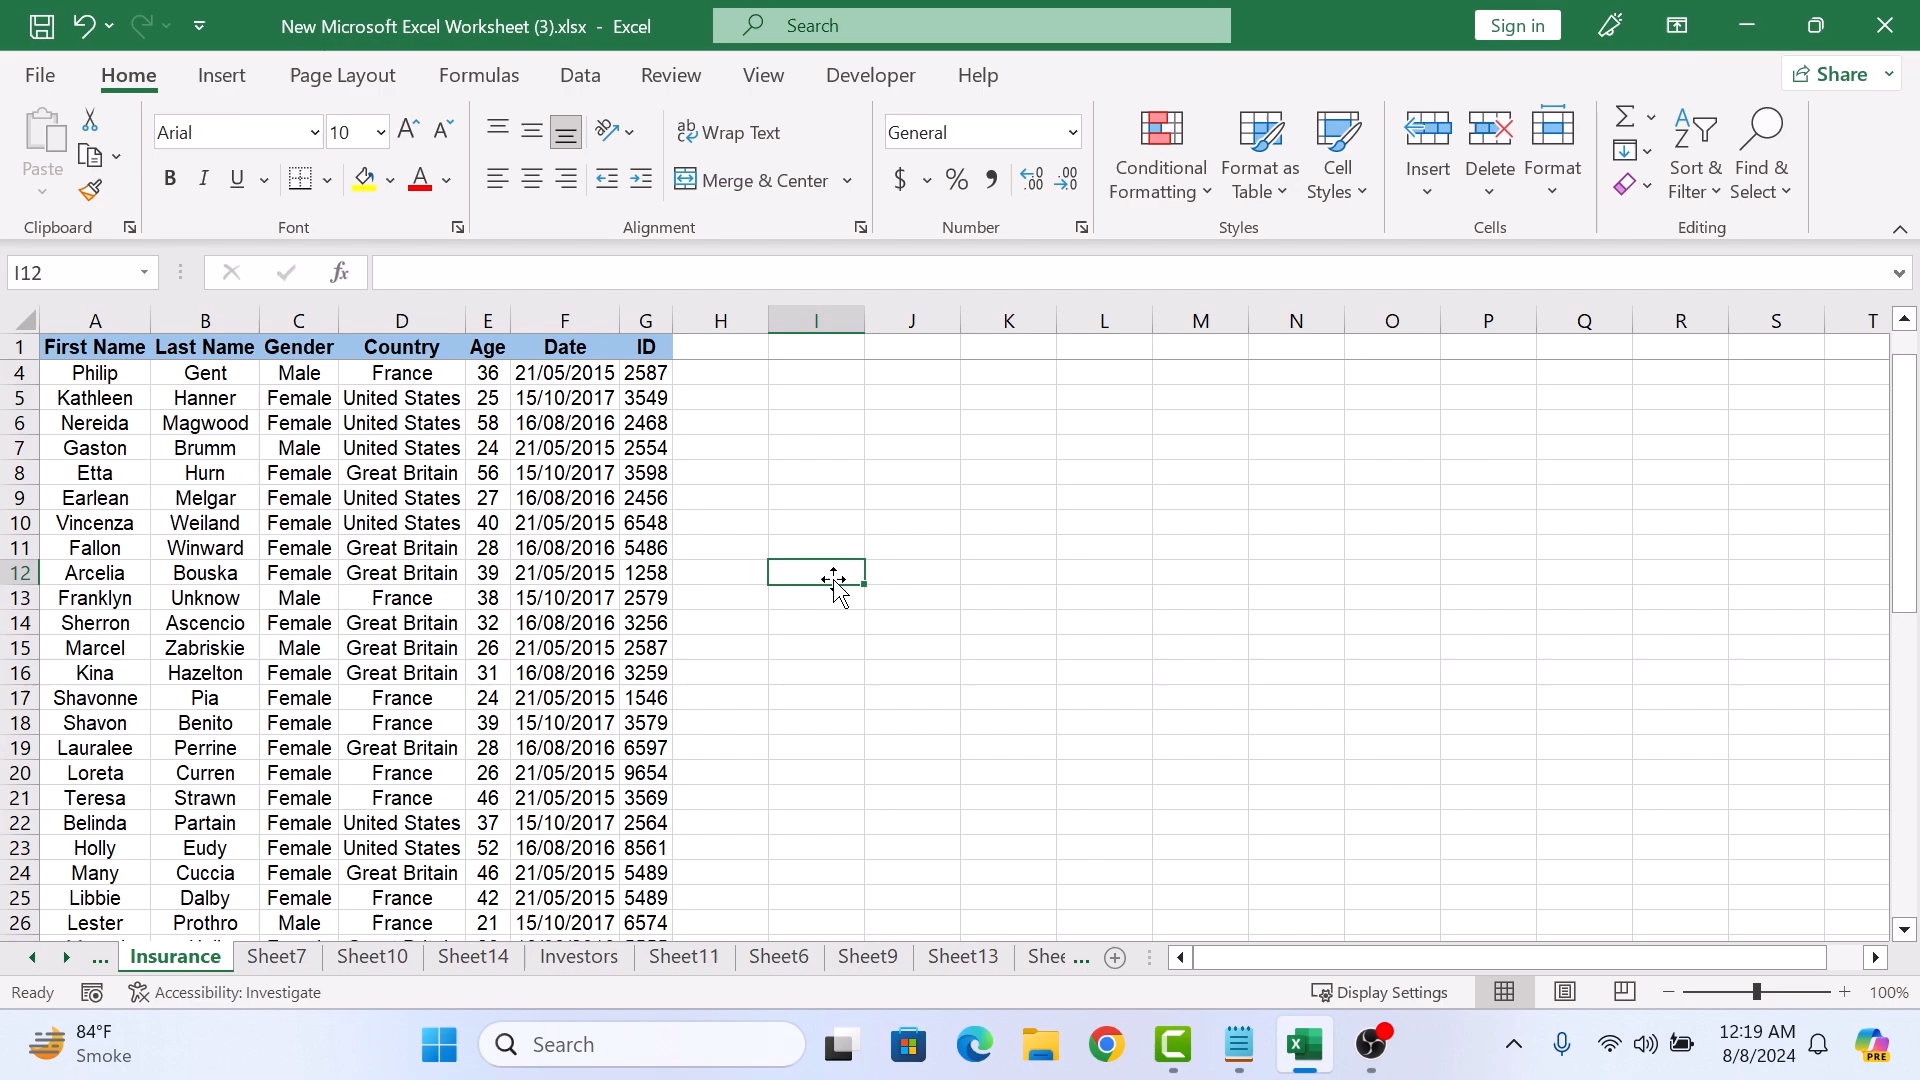 New Microsoft Excel Worksheet (3).xlsx - Excel
Search
Sign in
File Home Insert Page Layout Formulas Data Review View Developer Help
Share
Paste
Clipboard
Arial 10
B I U
Font
ab Wrap Text
Merge & Center
Alignment
General
$ % 9
Number
Conditional Formatting
Format as Table
Cell Styles
Styles
Insert Delete Format
Cells
Sort & Filter
Find & Select
Editing
I12
fx
A B C D E F G H I J K L M N O P Q R S T
1 First Name Last Name Gender Country Age Date ID
4 Philip Gent Male France 36 21/05/2015 2587
5 Kathleen Hanner Female United States 25 15/10/2017 3549
6 Nereida Magwood Female United States 58 16/08/2016 2468
7 Gaston Brumm Male United States 24 21/05/2015 2554
8 Etta Hurn Female Great Britain 56 15/10/2017 3598
9 Earlean Melgar Female United States 27 16/08/2016 2456
10 Vincenza Weiland Female United States 40 21/05/2015 6548
11 Fallon Winward Female Great Britain 28 16/08/2016 5486
12 Arcelia Bouska Female Great Britain 39 21/05/2015 1258
13 Franklyn Unknow Male France 38 15/10/2017 2579
14 Sherron Ascencio Female Great Britain 32 16/08/2016 3256
15 Marcel Zabriskie Male Great Britain 26 21/05/2015 2587
16 Kina Hazelton Female Great Britain 31 16/08/2016 3259
17 Shavonne Pia Female France 24 21/05/2015 1546
18 Shavon Benito Female France 39 15/10/2017 3579
19 Lauralee Perrine Female Great Britain 28 16/08/2016 6597
20 Loreta Curren Female France 26 21/05/2015 9654
21 Teresa Strawn Female France 46 21/05/2015 3569
22 Belinda Partain Female United States 37 15/10/2017 2564
23 Holly Eudy Female United States 52 16/08/2016 8561
24 Many Cuccia Female Great Britain 46 21/05/2015 5489
25 Libbie Dalby Female France 42 21/05/2015 5489
26 Lester Prothro Male France 21 15/10/2017 6574
... Insurance Sheet7 Sheet10 Sheet14 Investors Sheet11 Sheet6 Sheet9 Sheet13 Shee ...
Ready
Accessibility: Investigate
Display Settings
100%
84°F
Smoke
Search
12:19 AM
8/8/2024
PRE